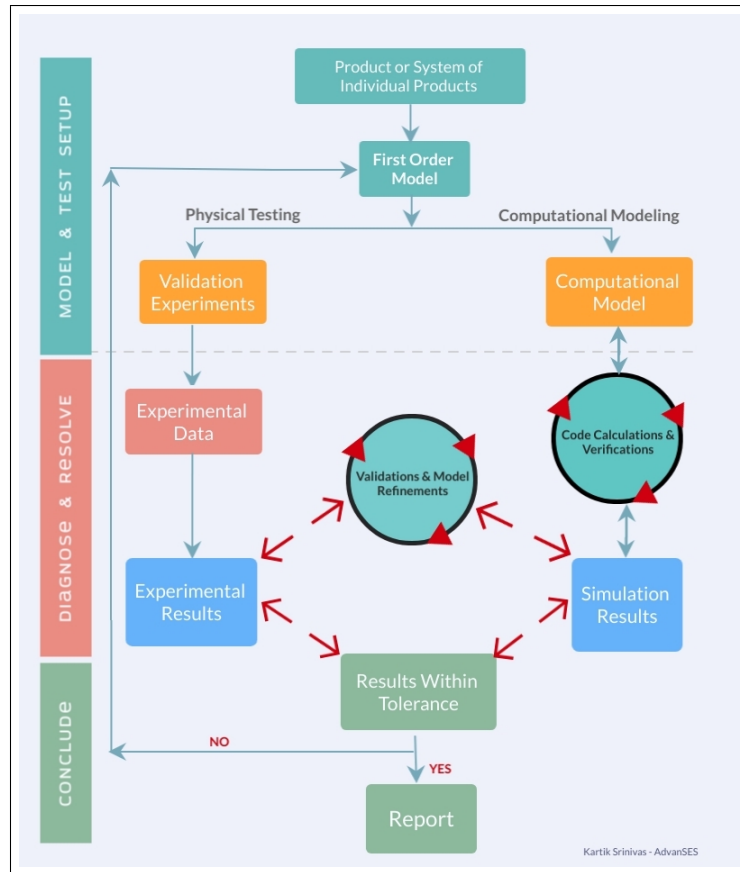 Product or System of
Individual Products
MODEL & TEST SETUP
First Order
Model
Physical Testing
Computational Modeling
Validation
Experiments
Computational
Model
DIAGNOSE & RESOLVE
Experimental
Data
Validations & Model
Refinements
Code Calculations &
Verifications
Experimental
Results
Simulation
Results
CONCLUDE
Results Within
Tolerance
NO
YES
Report
Kartik Srinivas - AdvanSES